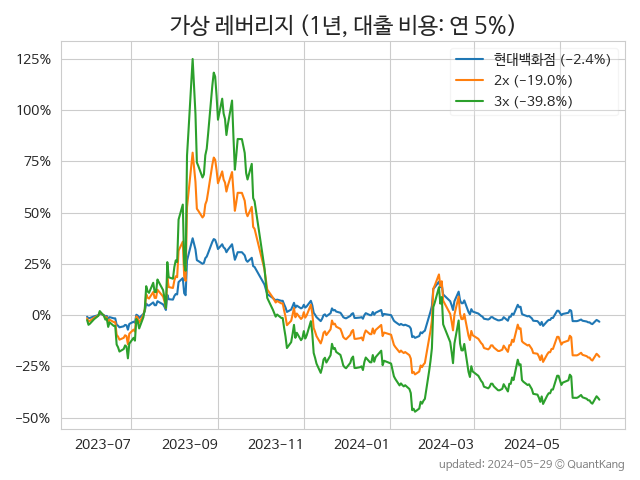 가상 레버리지 (1년, 대출 비용: 연 5%)
현대백화점 (−2.4%)
2x (−19.0%)
3x (−39.8%)
125%
100%
75%
50%
25%
0%
−25%
−50%
2023-07 2023-09 2023-11 2024-01 2024-03 2024-05
updated: 2024-05-29 © QuantKang